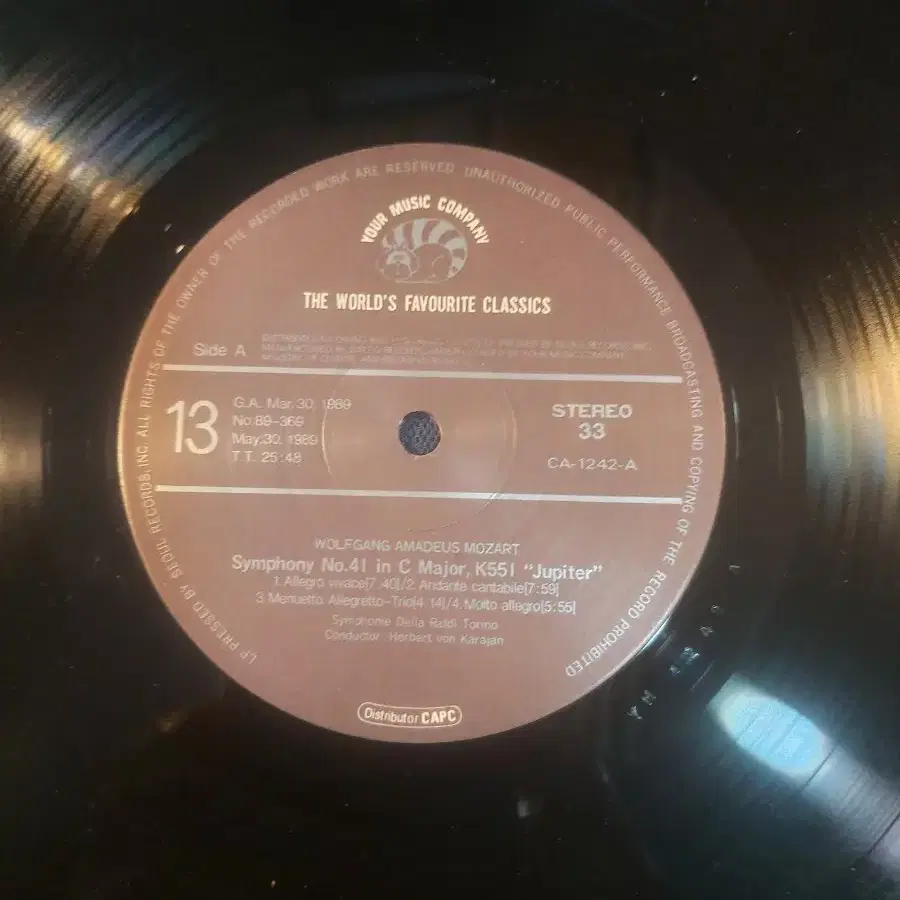 LP PRESSED BY SEOUL RECORDS, INC. ALL RIGHTS OF THE OWNER OF THE RECORDED WORK ARE RESERVED UNAUTHORIZED PUBLIC PERFORMANCE BROADCASTING AND COPYING OF THE RECORD PROHIBITED
YOUR MUSIC COMPANY
THE WORLD'S FAVOURITE CLASSICS
Side A
13
G.A. Mar. 30, 1989
No.89-369
May.30, 1989
T.T. 25:48
STEREO
33
CA-1242-A
WOLFGANG AMADEUS MOZART
Symphony No.41 in C Major, K551 "Jupiter"
1. Allegro vivace[7:40]/2. Andante cantabile[7:59]
3. Menuetto. Allegretto-Trio[4:14]/4. Molto allegro[5:55]
Symphonie Della Raldi Torino
Conductor: Herbert von Karajan
Distributor CAPC